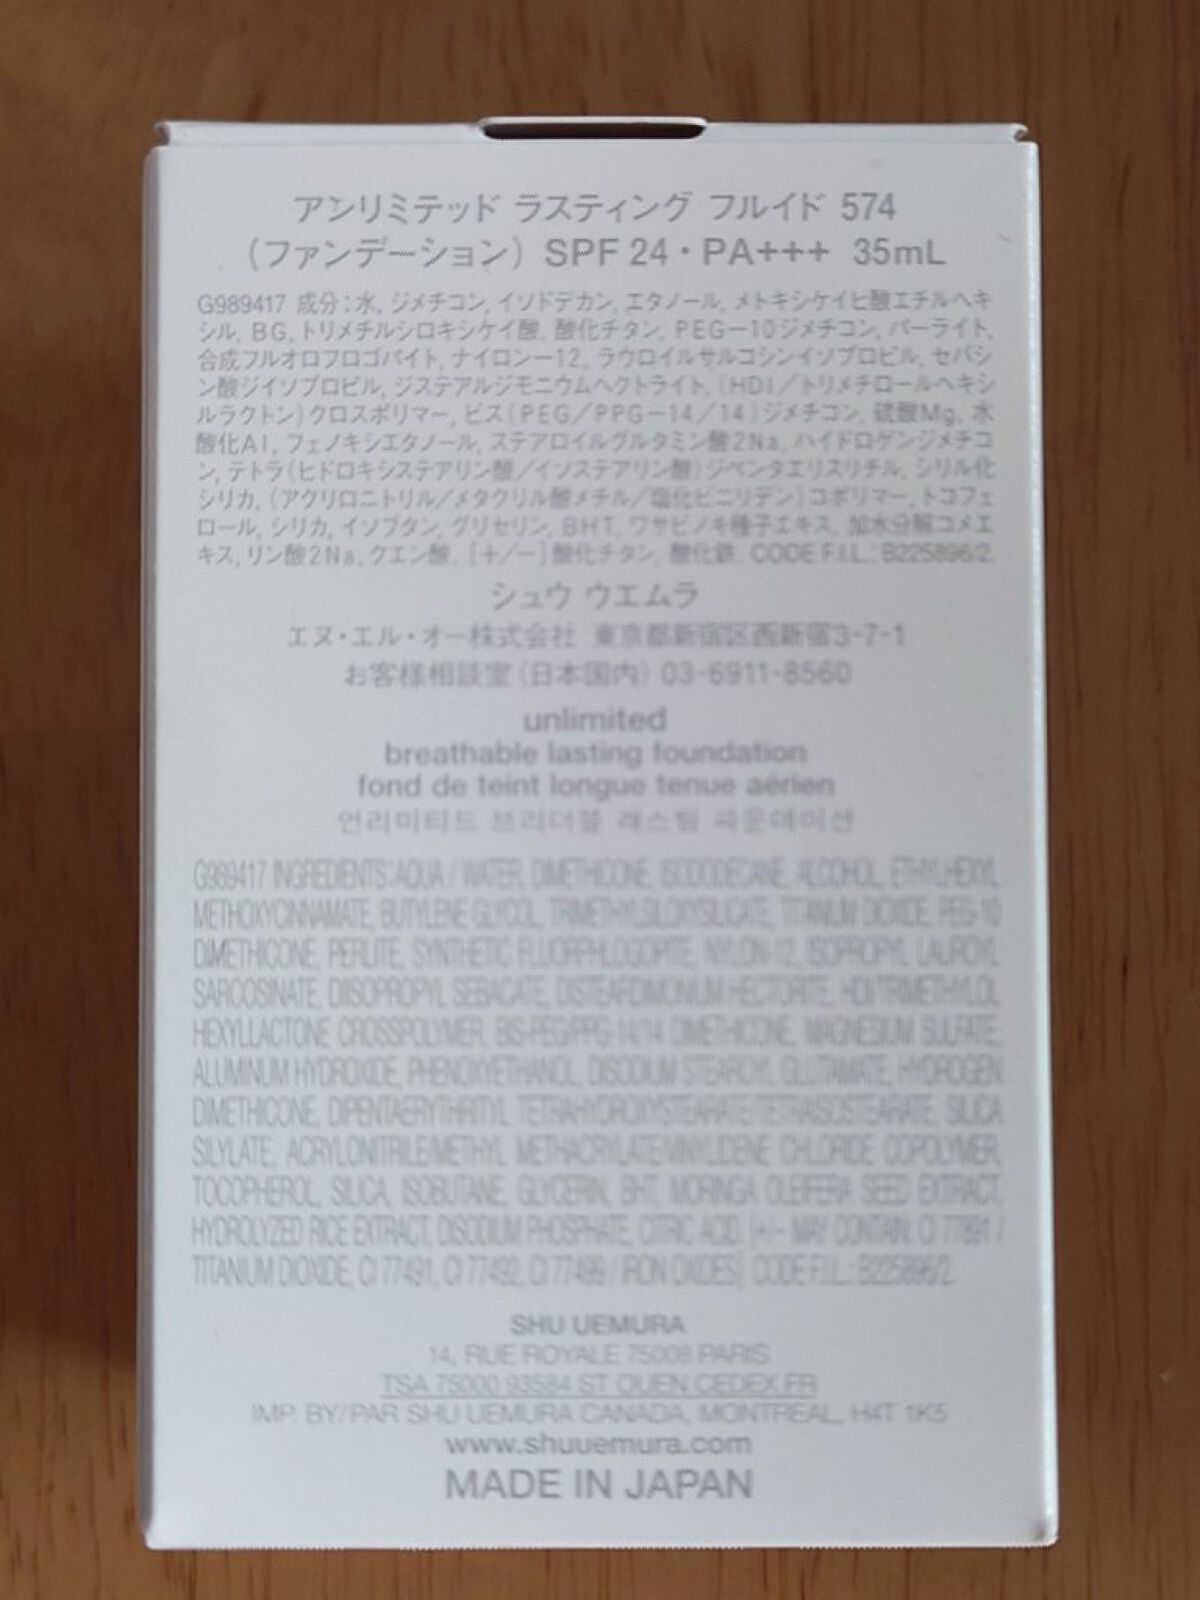 アンリミテッド ラスティング フルイド 574
（ファンデーション） SPF 24・PA+++ 35mL
G989417 成分：水, ジメチコン, イソドデカン, エタノール, メトキシケイヒ酸エチルヘキ
シル, BG, トリメチルシロキシケイ酸, 酸化チタン, PEG－10ジメチコン, パーライト,
合成フルオロフロゴパイト, ナイロン－12, ラウロイルサルコシンイソプロピル, セバシ
ン酸ジイソプロピル, ジステアルジモニウムヘクトライト, （HDI／トリメチロールヘキシ
ルラクトン）クロスポリマー, ビス（PEG／PPG－14／14）ジメチコン, 硫酸Mg, 水
酸化Al, フェノキシエタノール, ステアロイルグルタミン酸2Na, ハイドロゲンジメチコ
ン, テトラ（ヒドロキシステアリン酸／イソステアリン酸）ジペンタエリスリチル, シリル化
シリカ, （アクリロニトリル／メタクリル酸メチル／塩化ビニリデン）コポリマー, トコフェ
ロール, シリカ, イソブタン, グリセリン, BHT, ワサビノキ種子エキス, 加水分解コメエ
キス, リン酸2Na, クエン酸, [＋／－] 酸化チタン, 酸化鉄. CODE F.I.L.: B225896/2.
シュウ ウエムラ
エヌ・エル・オー株式会社 東京都新宿区西新宿3-7-1
お客様相談室（日本国内）03-6911-8560
unlimited
breathable lasting foundation
fond de teint longue tenue aérien
언리미티드 브리더블 래스팅 파운데이션
G989417 INGREDIENTS: AQUA / WATER, DIMETHICONE, ISODODECANE, ALCOHOL, ETHYLHEXYL
METHOXYCINNAMATE, BUTYLENE GLYCOL, TRIMETHYLSILOXYSILICATE, TITANIUM DIOXIDE, PEG-10
DIMETHICONE, PERLITE, SYNTHETIC FLUORPHLOGOPITE, NYLON-12, ISOPROPYL LAUROYL
SARCOSINATE, DIISOPROPYL SEBACATE, DISTEARDIMONIUM HECTORITE, HDI/TRIMETHYLOL
HEXYLLACTONE CROSSPOLYMER, BIS-PEG/PPG-14/14 DIMETHICONE, MAGNESIUM SULFATE,
ALUMINUM HYDROXIDE, PHENOXYETHANOL, DISODIUM STEAROYL GLUTAMATE, HYDROGEN
DIMETHICONE, DIPENTAERYTHRITYL TETRAHYDROXYSTEARATE/TETRAISOSTEARATE, SILICA
SILYLATE, ACRYLONITRILE/METHYL METHACRYLATE/VINYLIDENE CHLORIDE COPOLYMER,
TOCOPHEROL, SILICA, ISOBUTANE, GLYCERIN, BHT, MORINGA OLEIFERA SEED EXTRACT,
HYDROLYZED RICE EXTRACT, DISODIUM PHOSPHATE, CITRIC ACID. [+/- MAY CONTAIN: CI 77891 /
TITANIUM DIOXIDE, CI 77491, CI 77492, CI 77499 / IRON OXIDES] CODE F.I.L.: B225896/2.
SHU UEMURA
14, RUE ROYALE 75008 PARIS
TSA 75000 93584 ST OUEN CEDEX FR
IMP. BY/PAR SHU UEMURA CANADA, MONTREAL, H4T 1K5
www.shuuemura.com
MADE IN JAPAN